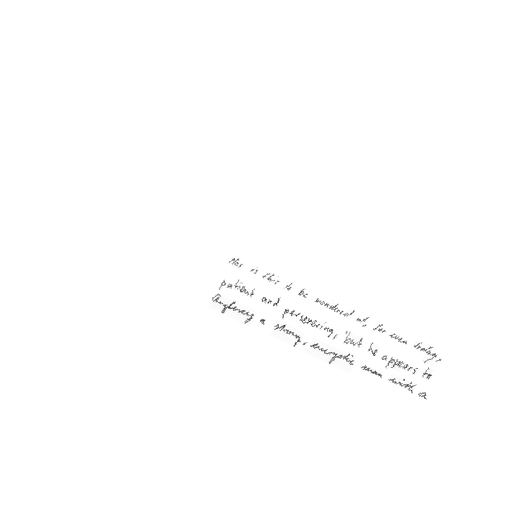 Nor is this to be wondered at, for even today,
patient and persevering, but he appears to
a strong, energetic man with a